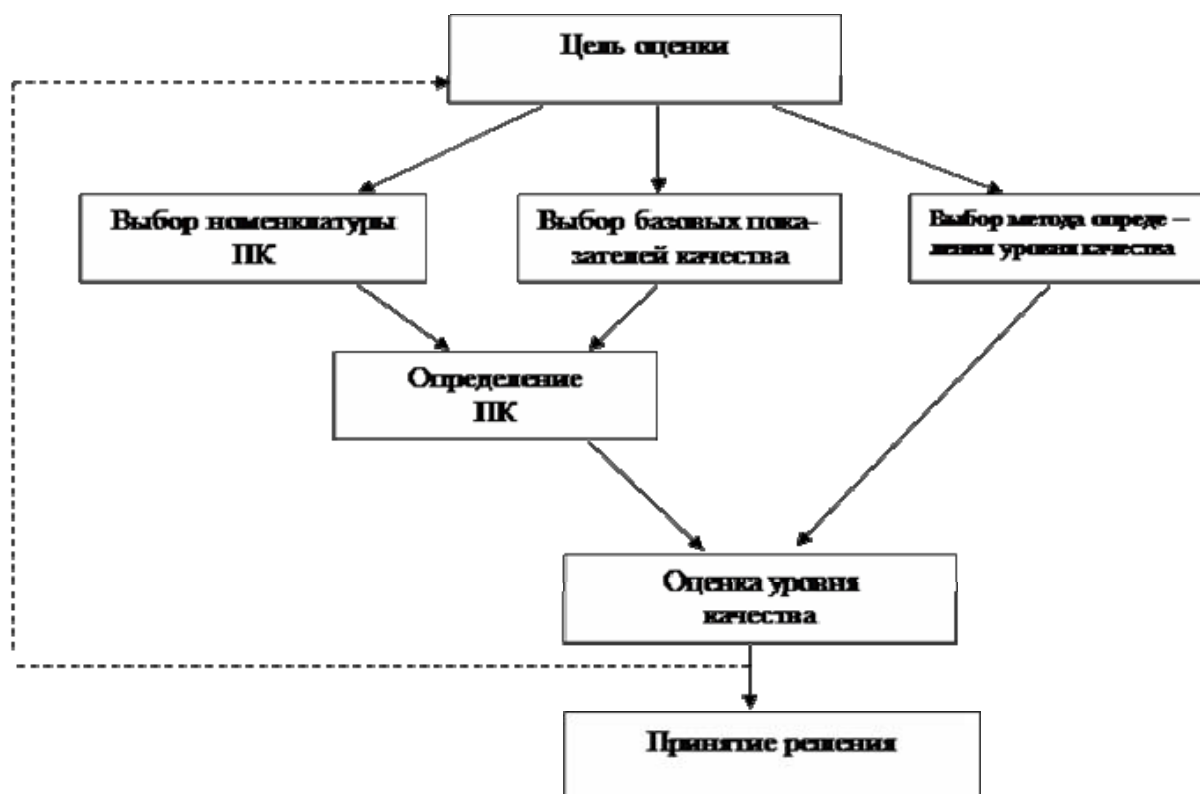 Цель оценки
Выбор номенклатуры
ПК
Выбор базовых пока-
зателей качества
Выбор метода опреде –
ления уровня качества
Определение
ПК
Оценка уровня
качества
Принятие решения